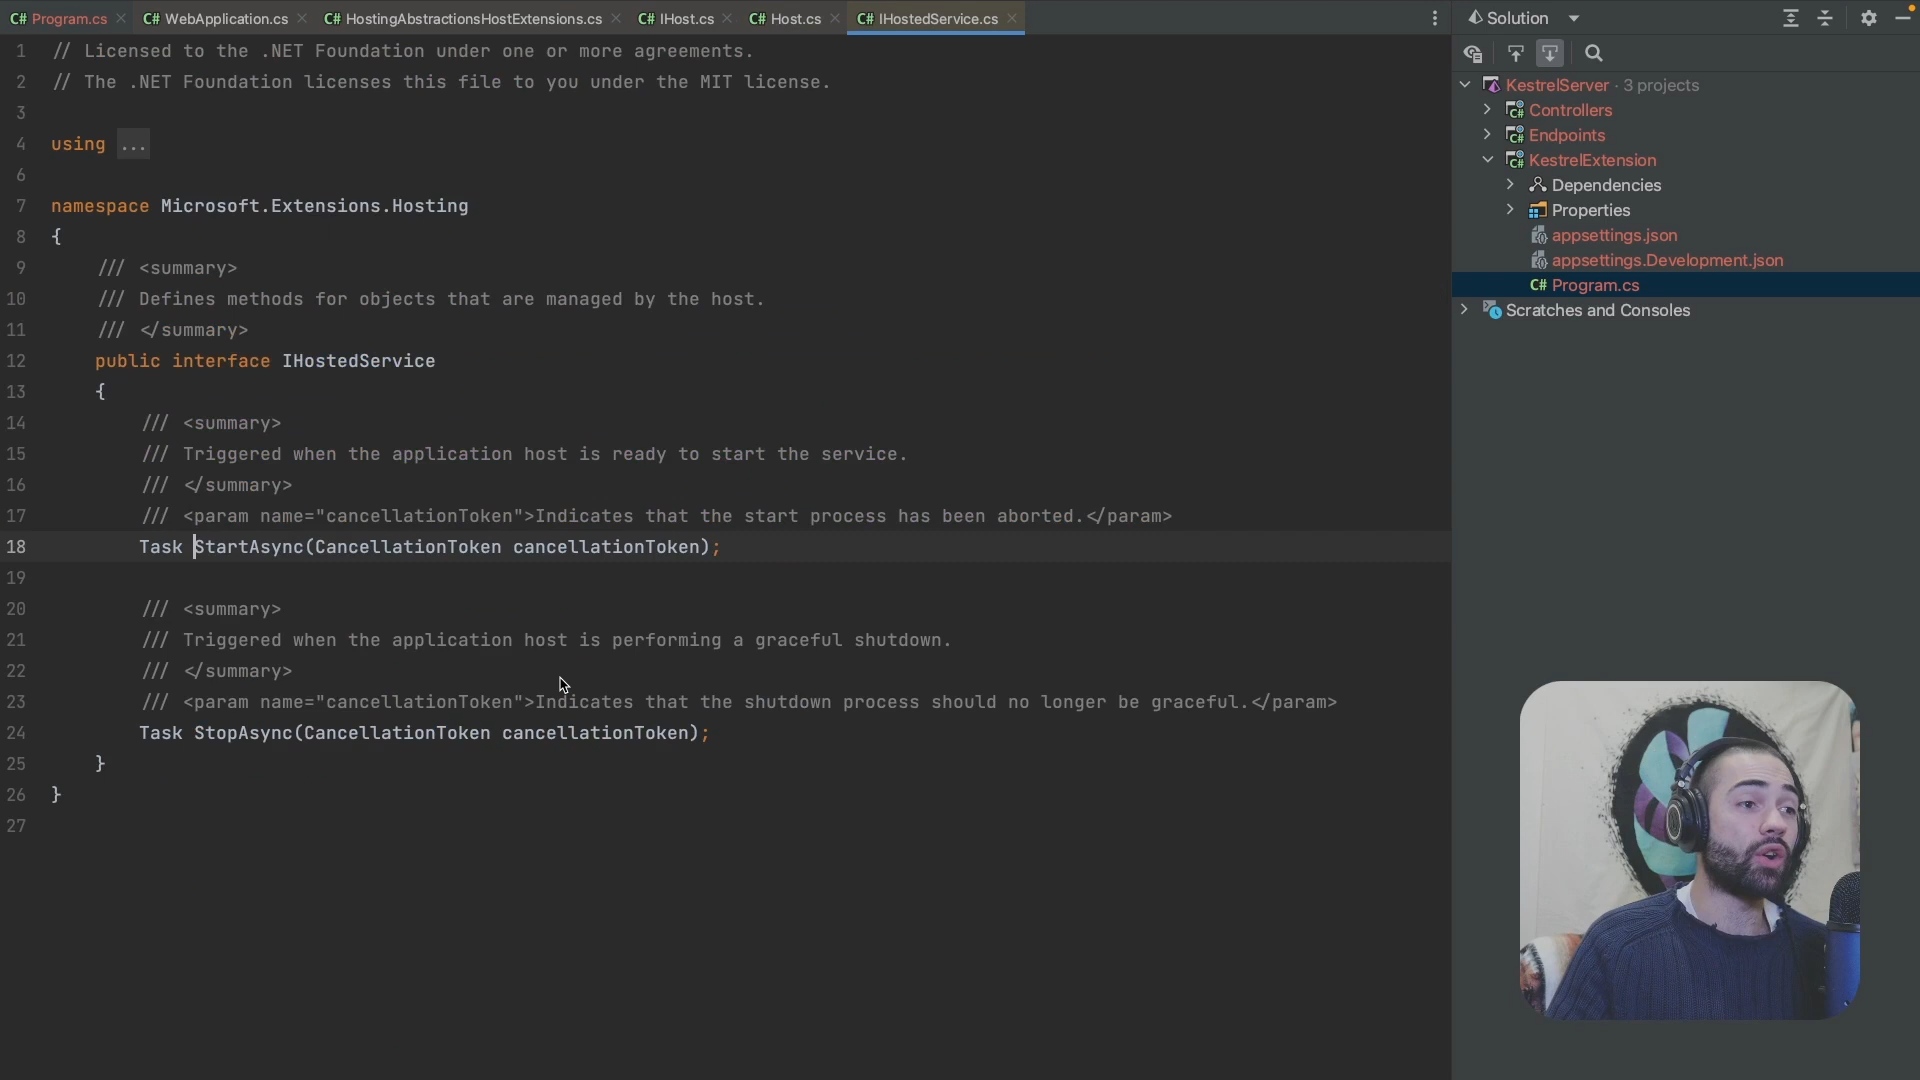 C# Program.cs
C# WebApplication.cs
C# HostingAbstractionsHostExtensions.cs
C# IHost.cs
C# Host.cs
C# IHostedService.cs
1 // Licensed to the .NET Foundation under one or more agreements.
2 // The .NET Foundation licenses this file to you under the MIT license.
3
4 using ...
6
7 namespace Microsoft.Extensions.Hosting
8 {
9 /// <summary>
10 /// Defines methods for objects that are managed by the host.
11 /// </summary>
12 public interface IHostedService
13 {
14 /// <summary>
15 /// Triggered when the application host is ready to start the service.
16 /// </summary>
17 /// <param name="cancellationToken">Indicates that the start process has been aborted.</param>
18 Task StartAsync(CancellationToken cancellationToken);
19
20 /// <summary>
21 /// Triggered when the application host is performing a graceful shutdown.
22 /// </summary>
23 /// <param name="cancellationToken">Indicates that the shutdown process should no longer be graceful.</param>
24 Task StopAsync(CancellationToken cancellationToken);
25 }
26 }
27
Solution
KestrelServer · 3 projects
C# Controllers
C# Endpoints
C# KestrelExtension
Dependencies
Properties
appsettings.json
appsettings.Development.json
C# Program.cs
Scratches and Consoles